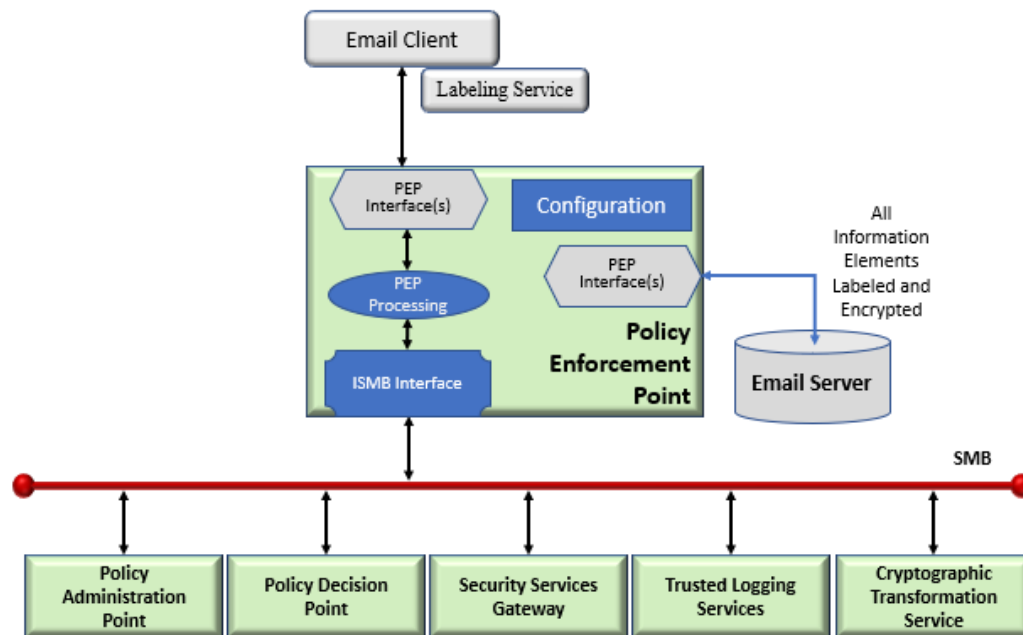 Email Client
Labeling Service
PEP
Interface(s)
Configuration
PEP
Processing
PEP
Interface(s)
All
Information
Elements
Labeled and
Encrypted
Policy
Enforcement
Point
ISMB Interface
Email Server
SMB
Policy
Administration
Point
Policy Decision
Point
Security Services
Gateway
Trusted Logging
Services
Cryptographic
Transformation
Service